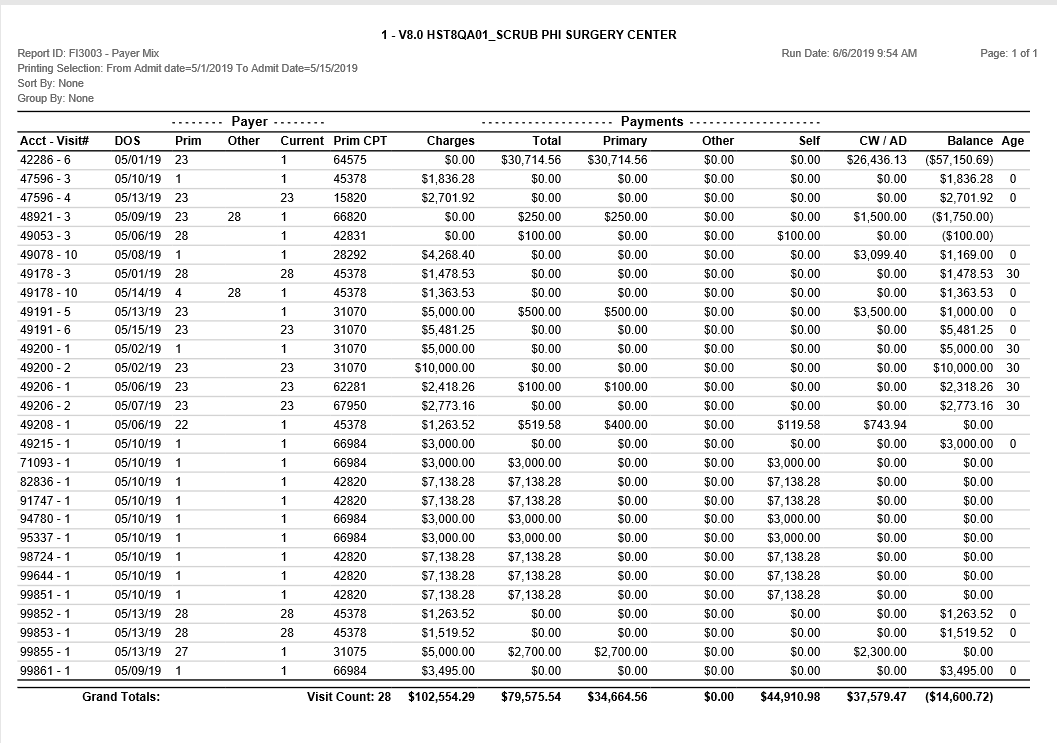 1 - V8.0 HST8QA01_SCRUB PHI SURGERY CENTER
Report ID: FI3003 - Payer Mix Run Date: 6/6/2019 9:54 AM Page: 1 of 1
Printing Selection: From Admit date=5/1/2019 To Admit Date=5/15/2019
Sort By: None
Group By: None
- - - - - - - - Payer - - - - - - - - - - - - - - - - - - - - - - - - - - Payments - - - - - - - - - - - - - - - - - -
Acct - Visit# DOS Prim Other Current Prim CPT Charges Total Primary Other Self CW / AD Balance Age
42286 - 6 05/01/19 23 1 64575 $0.00 $30,714.56 $30,714.56 $0.00 $0.00 $26,436.13 ($57,150.69)
47596 - 3 05/10/19 1 1 45378 $1,836.28 $0.00 $0.00 $0.00 $0.00 $0.00 $1,836.28 0
47596 - 4 05/13/19 23 23 15820 $2,701.92 $0.00 $0.00 $0.00 $0.00 $0.00 $2,701.92 0
48921 - 3 05/09/19 23 28 1 66820 $0.00 $250.00 $250.00 $0.00 $0.00 $1,500.00 ($1,750.00)
49053 - 3 05/06/19 28 1 42831 $0.00 $100.00 $0.00 $0.00 $100.00 $0.00 ($100.00)
49078 - 10 05/08/19 1 1 28292 $4,268.40 $0.00 $0.00 $0.00 $0.00 $3,099.40 $1,169.00 0
49178 - 3 05/01/19 28 28 45378 $1,478.53 $0.00 $0.00 $0.00 $0.00 $0.00 $1,478.53 30
49178 - 10 05/14/19 4 28 1 45378 $1,363.53 $0.00 $0.00 $0.00 $0.00 $0.00 $1,363.53 0
49191 - 5 05/13/19 23 1 31070 $5,000.00 $500.00 $500.00 $0.00 $0.00 $3,500.00 $1,000.00 0
49191 - 6 05/15/19 23 23 31070 $5,481.25 $0.00 $0.00 $0.00 $0.00 $0.00 $5,481.25 0
49200 - 1 05/02/19 1 1 31070 $5,000.00 $0.00 $0.00 $0.00 $0.00 $0.00 $5,000.00 30
49200 - 2 05/02/19 23 23 31070 $10,000.00 $0.00 $0.00 $0.00 $0.00 $0.00 $10,000.00 30
49206 - 1 05/06/19 23 23 62281 $2,418.26 $100.00 $100.00 $0.00 $0.00 $0.00 $2,318.26 30
49206 - 2 05/07/19 23 23 67950 $2,773.16 $0.00 $0.00 $0.00 $0.00 $0.00 $2,773.16 30
49208 - 1 05/06/19 22 1 45378 $1,263.52 $519.58 $400.00 $0.00 $119.58 $743.94 $0.00
49215 - 1 05/10/19 1 1 66984 $3,000.00 $0.00 $0.00 $0.00 $0.00 $0.00 $3,000.00 0
71093 - 1 05/10/19 1 1 66984 $3,000.00 $3,000.00 $0.00 $0.00 $3,000.00 $0.00 $0.00
82836 - 1 05/10/19 1 1 42820 $7,138.28 $7,138.28 $0.00 $0.00 $7,138.28 $0.00 $0.00
91747 - 1 05/10/19 1 1 42820 $7,138.28 $7,138.28 $0.00 $0.00 $7,138.28 $0.00 $0.00
94780 - 1 05/10/19 1 1 66984 $3,000.00 $3,000.00 $0.00 $0.00 $3,000.00 $0.00 $0.00
95337 - 1 05/10/19 1 1 66984 $3,000.00 $3,000.00 $0.00 $0.00 $3,000.00 $0.00 $0.00
98724 - 1 05/10/19 1 1 42820 $7,138.28 $7,138.28 $0.00 $0.00 $7,138.28 $0.00 $0.00
99644 - 1 05/10/19 1 1 42820 $7,138.28 $7,138.28 $0.00 $0.00 $7,138.28 $0.00 $0.00
99851 - 1 05/10/19 1 1 42820 $7,138.28 $7,138.28 $0.00 $0.00 $7,138.28 $0.00 $0.00
99852 - 1 05/13/19 28 28 45378 $1,263.52 $0.00 $0.00 $0.00 $0.00 $0.00 $1,263.52 0
99853 - 1 05/13/19 28 28 45378 $1,519.52 $0.00 $0.00 $0.00 $0.00 $0.00 $1,519.52 0
99855 - 1 05/13/19 27 1 31075 $5,000.00 $2,700.00 $2,700.00 $0.00 $0.00 $2,300.00 $0.00
99861 - 1 05/09/19 1 1 66984 $3,495.00 $0.00 $0.00 $0.00 $0.00 $0.00 $3,495.00 0
Grand Totals: Visit Count: 28 $102,554.29 $79,575.54 $34,664.56 $0.00 $44,910.98 $37,579.47 ($14,600.72)